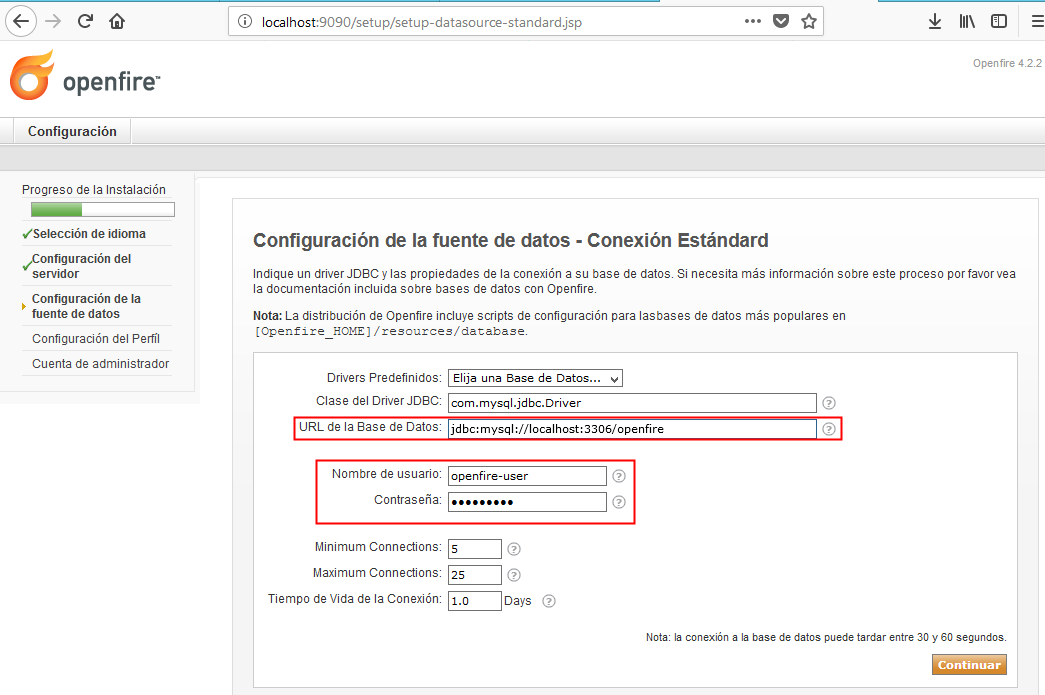 localhost:9090/setup/setup-datasource-standard.jsp
openfire™
Openfire 4.2.2
Configuración
Progreso de la Instalación
Selección de idioma
Configuración del
servidor
Configuración de la
fuente de datos
Configuración del Perfíl
Cuenta de administrador
Configuración de la fuente de datos - Conexión Estándard
Indique un driver JDBC y las propiedades de la conexión a su base de datos. Si necesita más información sobre este proceso por favor vea
la documentación incluida sobre bases de datos con Openfire.
Nota: La distribución de Openfire incluye scripts de configuración para lasbases de datos más populares en
[Openfire_HOME]/resources/database.
Drivers Predefinidos: Elija una Base de Datos...
Clase del Driver JDBC: com.mysql.jdbc.Driver ?
URL de la Base de Datos: jdbc:mysql://localhost:3306/openfire ?
Nombre de usuario: openfire-user ?
Contraseña: ●●●●●●●●● ?
Minimum Connections: 5 ?
Maximum Connections: 25 ?
Tiempo de Vida de la Conexión: 1.0 Days ?
Nota: la conexión a la base de datos puede tardar entre 30 y 60 segundos.
Continuar